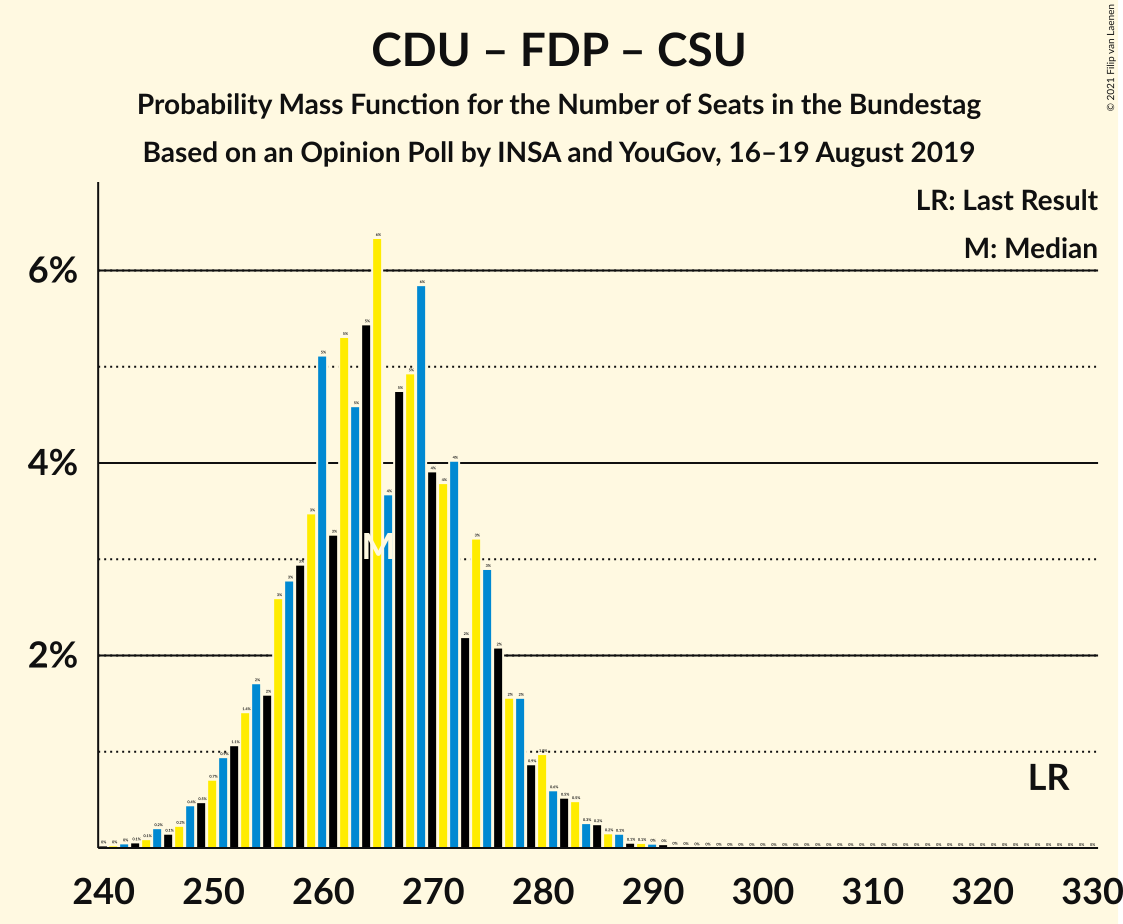 CDU – FDP – CSU
Probability Mass Function for the Number of Seats in the Bundestag
Based on an Opinion Poll by INSA and YouGov, 16–19 August 2019
© 2021 Filip van Laenen
LR: Last Result
M: Median
6%
4%
2%
M
LR
240 250 260 270 280 290 300 310 320 330